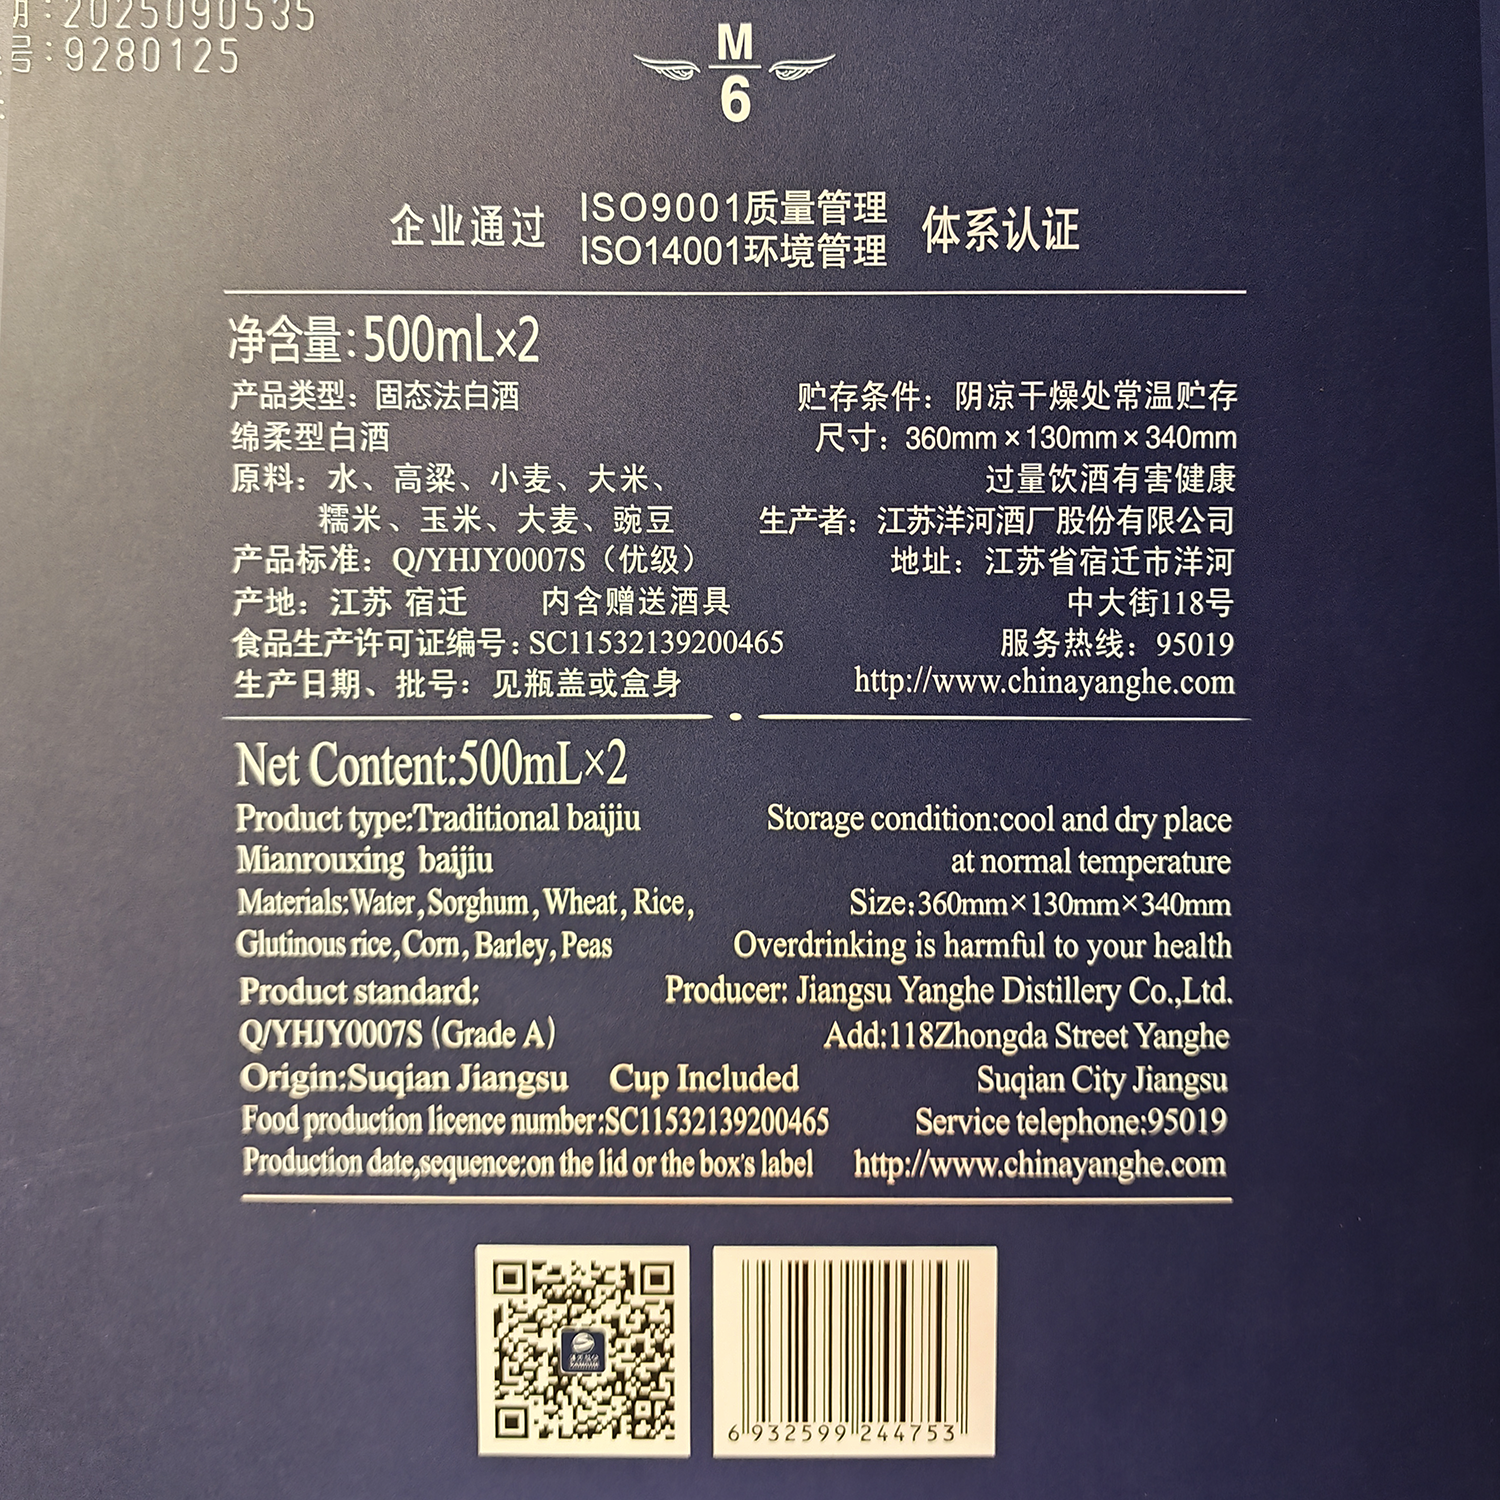 月:2025090535
号:9280125
M
6
企业通过 ISO9001质量管理 体系认证
ISO14001环境管理
净含量:500mL×2
产品类型：固态法白酒
绵柔型白酒
原料：水、高粱、小麦、大米、
糯米、玉米、大麦、豌豆
产品标准：Q/YHJY0007S（优级）
产地：江苏 宿迁 内含赠送酒具
食品生产许可证编号：SC11532139200465
生产日期、批号：见瓶盖或盒身
贮存条件：阴凉干燥处常温贮存
尺寸：360mm×130mm×340mm
过量饮酒有害健康
生产者：江苏洋河酒厂股份有限公司
地址：江苏省宿迁市洋河
中大街118号
服务热线：95019
http://www.chinayanghe.com
Net Content:500mL×2
Product type:Traditional baijiu
Mianrouxing baijiu
Materials:Water,Sorghum,Wheat,Rice,
Glutinous rice,Corn,Barley,Peas
Product standard:
Q/YHJY0007S (Grade A)
Origin:Suqian Jiangsu Cup Included
Food production licence number:SC11532139200465
Production date,sequence:on the lid or the box's label
Storage condition:cool and dry place
at normal temperature
Size:360mm×130mm×340mm
Overdrinking is harmful to your health
Producer: Jiangsu Yanghe Distillery Co.,Ltd.
Add:118Zhongda Street Yanghe
Suqian City Jiangsu
Service telephone:95019
http://www.chinayanghe.com
6 932599 244753